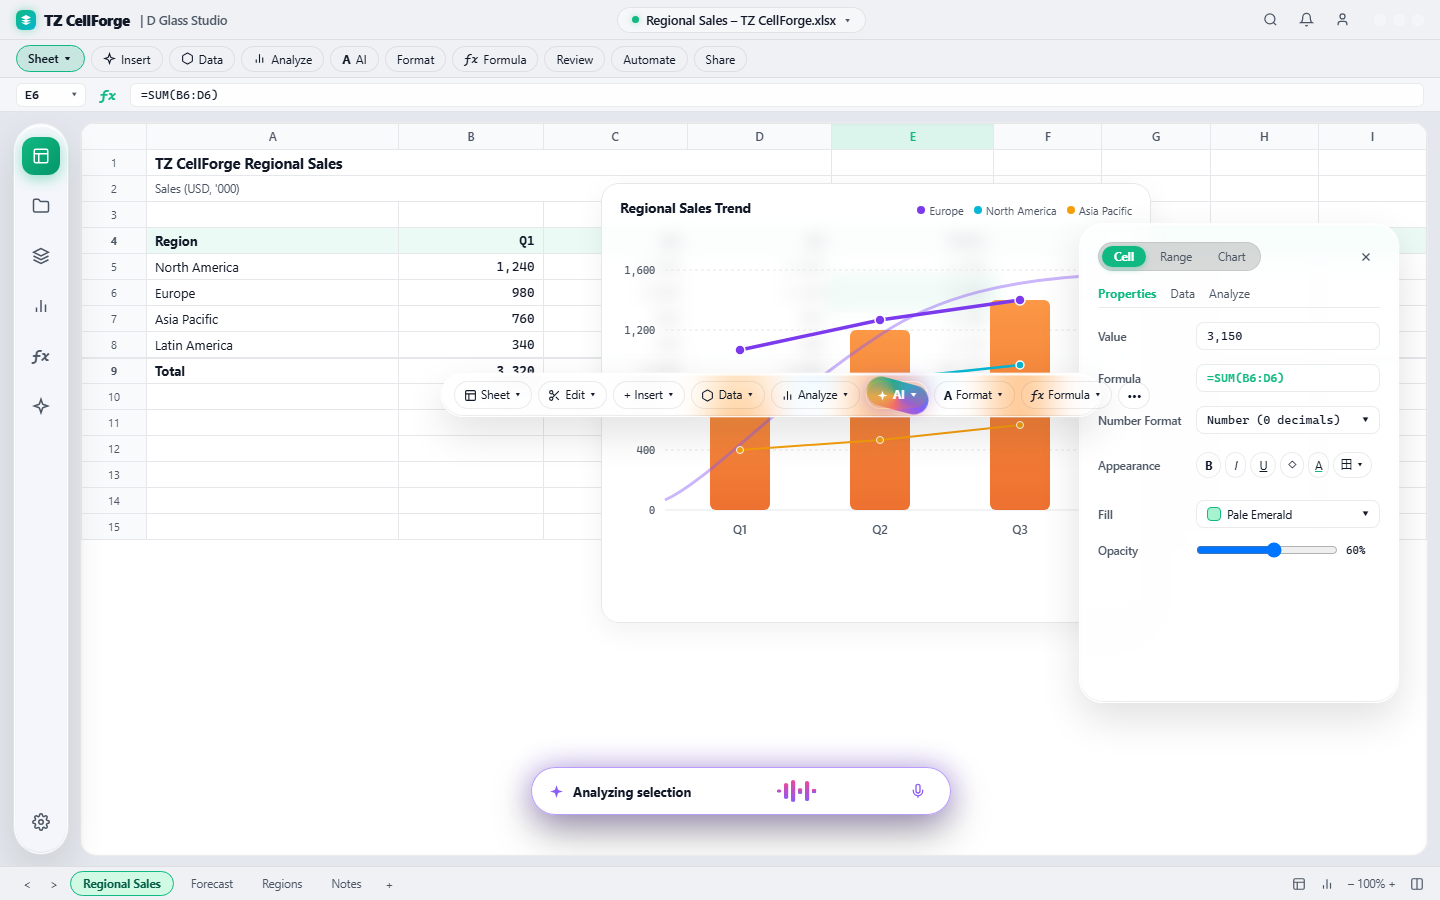 TZ CellForge | D Glass Studio
Regional Sales – TZ CellForge.xlsx
Sheet Insert Data Analyze A AI Format fx Formula Review Automate Share
E6 fx =SUM(B6:D6)
A B C D E F G H I
1 TZ CellForge Regional Sales
2 Sales (USD, '000)
3
4 Region Q1
5 North America 1,240
6 Europe 980
7 Asia Pacific 760
8 Latin America 340
9 Total 3,320
10
11
12
13
14
15
Regional Sales Trend
Europe North America Asia Pacific
1,600
1,200
400
0
Q1 Q2 Q3
Sheet Edit + Insert Data Analyze AI A Format fx Formula •••
Cell Range Chart ×
Properties Data Analyze
Value 3,150
Formula =SUM(B6:D6)
Number Format Number (0 decimals)
Appearance B I U A
Fill Pale Emerald
Opacity 60%
Analyzing selection
< > Regional Sales Forecast Regions Notes +
– 100% +